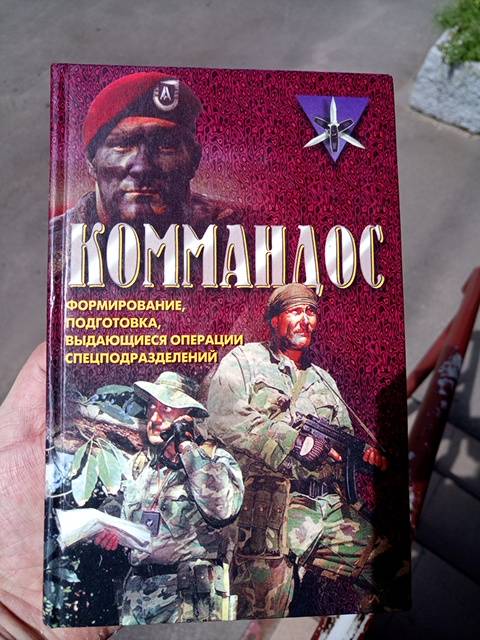 КОММАНДОС
ФОРМИРОВАНИЕ,
ПОДГОТОВКА,
ВЫДАЮЩИЕСЯ ОПЕРАЦИИ
СПЕЦПОДРАЗДЕЛЕНИЙ